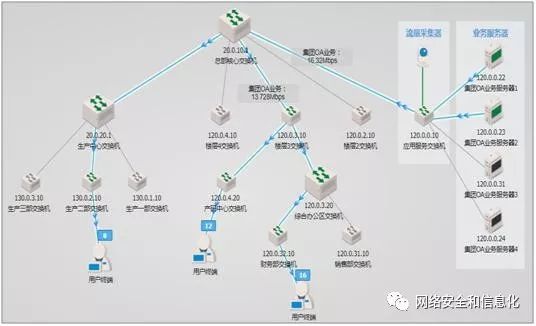 流量采集器
业务服务器
20.0.10.1
总部核心交换机
集团OA业务：
16.32Mbps
集团OA业务：
13.728Mbps
120.0.0.22
集团OA业务服务器1
20.0.20.1
生产中心交换机
120.0.4.10
楼层4交换机
120.0.3.10
楼层3交换机
120.0.2.10
楼层2交换机
120.0.0.10
应用服务交换机
120.0.0.23
集团OA业务服务器2
130.0.3.10
生产三部交换机
130.0.2.10
生产二部交换机
130.0.1.10
生产一部交换机
120.0.4.20
产品中心交换机
120.0.3.20
综合办公区交换机
120.0.0.31
集团OA业务服务器3
8
用户终端
12
用户终端
120.0.32.10
财务部交换机
120.0.31.10
销售部交换机
120.0.0.24
集团OA业务服务器4
16
用户终端
网络安全和信息化